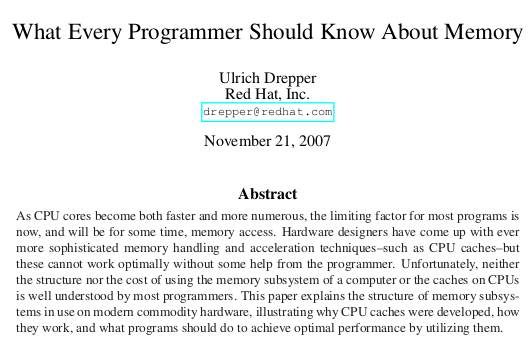 What Every Programmer Should Know About Memory
Ulrich Drepper
Red Hat, Inc.
drepper@redhat.com
November 21, 2007
Abstract
As CPU cores become both faster and more numerous, the limiting factor for most programs is
now, and will be for some time, memory access. Hardware designers have come up with ever
more sophisticated memory handling and acceleration techniques–such as CPU caches–but
these cannot work optimally without some help from the programmer. Unfortunately, neither
the structure nor the cost of using the memory subsystem of a computer or the caches on CPUs
is well understood by most programmers. This paper explains the structure of memory subsys-
tems in use on modern commodity hardware, illustrating why CPU caches were developed, how
they work, and what programs should do to achieve optimal performance by utilizing them.